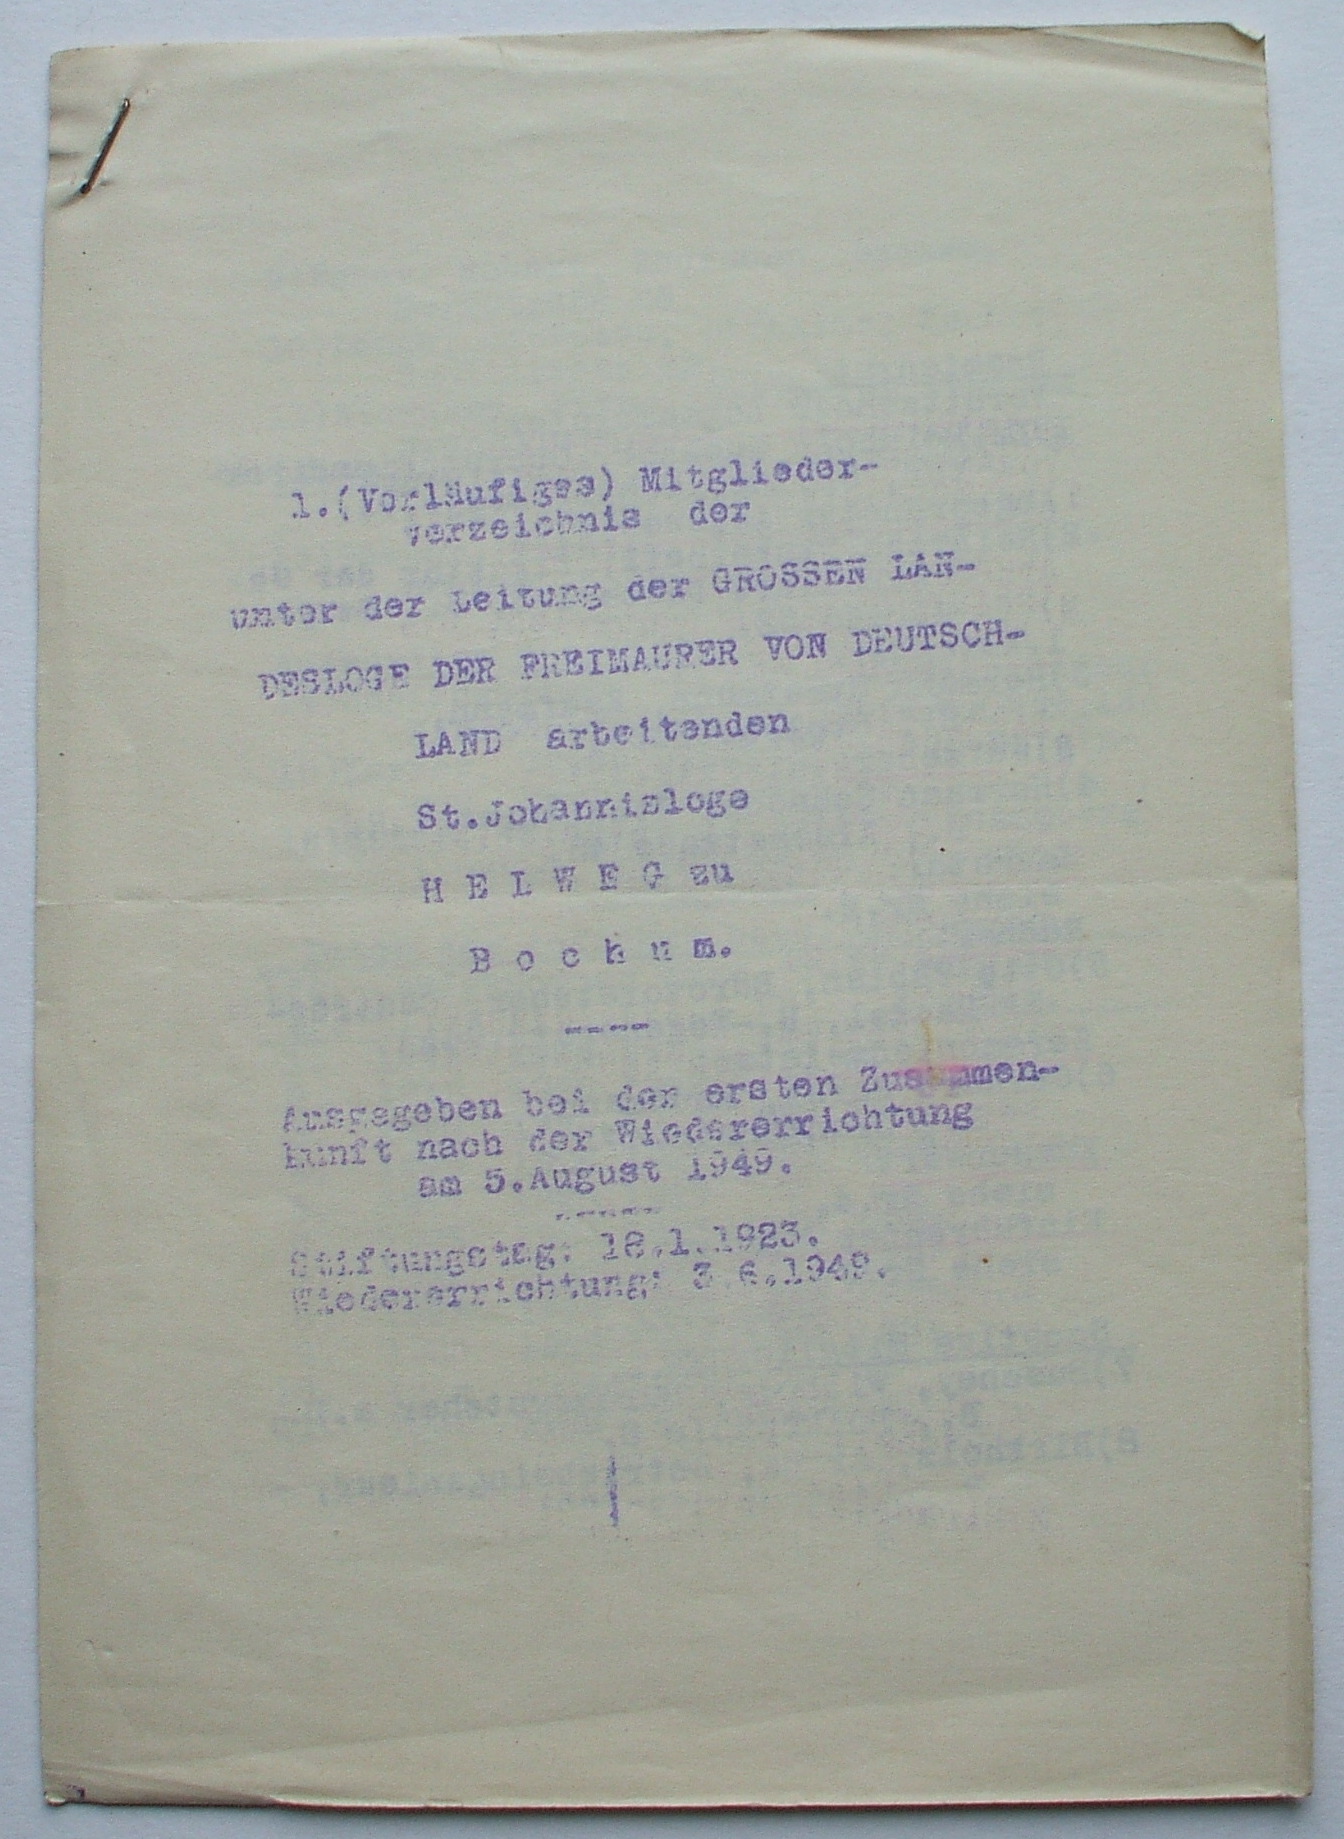 1.(Vorläufiges) Mitglieder-
verzeichnis der
unter der Leitung der GROSSEN LAN-
DESLOGE DER FREIMAURER VON DEUTSCH-
LAND arbeitenden
St.Johannisloge
H E L W E G zu
B o c h u m.
----
Ausgegeben bei der ersten Zusammen-
kunft nach der Wiedererrichtung
am 5.August 1949.
-----
Stiftungstag: 18.1.1923.
Wiedererrichtung: 3.6.1949.